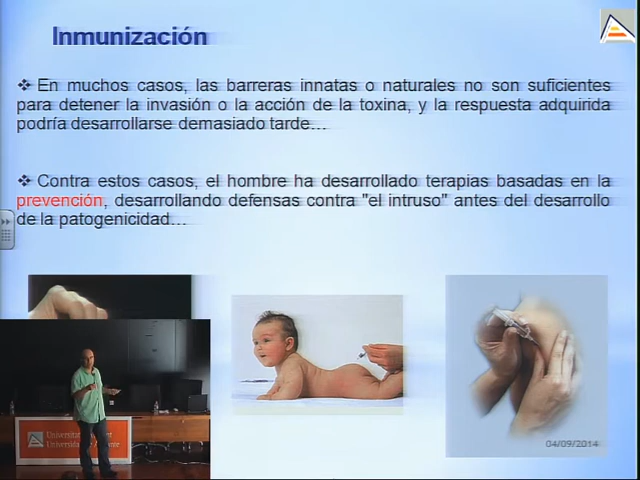 Inmunización
❖ En muchos casos, las barreras innatas o naturales no son suficientes
para detener la invasión o la acción de la toxina, y la respuesta adquirida
podría desarrollarse demasiado tarde...
❖ Contra estos casos, el hombre ha desarrollado terapias basadas en la
prevención, desarrollando defensas contra "el intruso" antes del desarrollo
de la patogenicidad...
04/09/2014